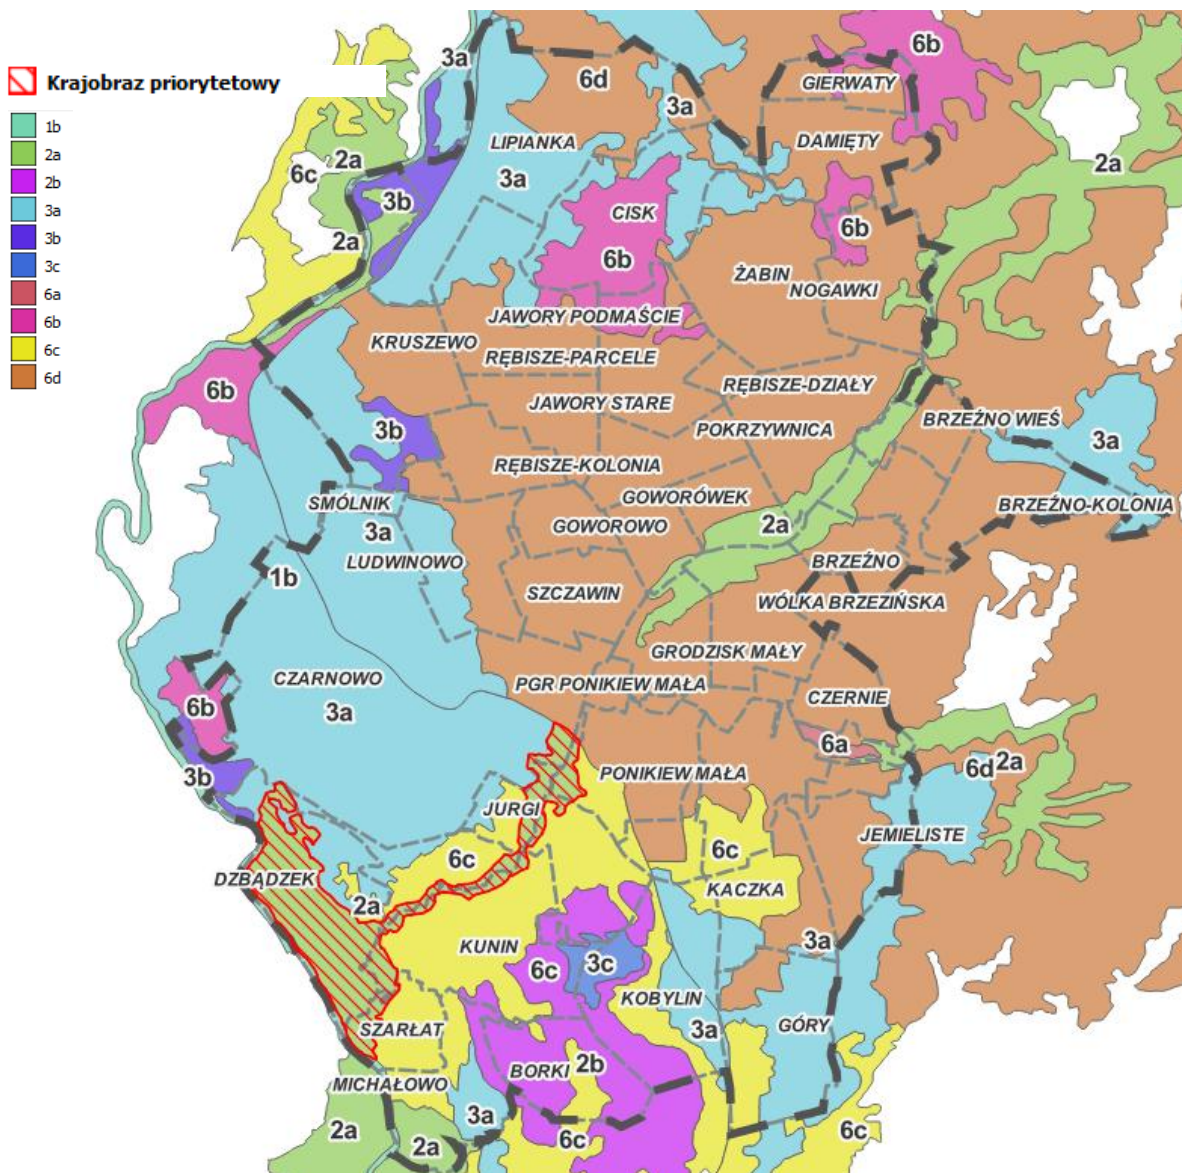 Krajobraz priorytetowy
1b
2a
2b
3a
3b
3c
6a
6b
6c
6d
3a
6d
6b
GIERWATY
3a
LIPIANKA
DAMIĘTY
2a
6c
3a
2a
3b
CISK
6b
2a
6b
ŻABIN
NOGAWKI
JAWORY PODMAŚCIE
KRUSZEWO
RĘBISZE-PARCELE
6b
RĘBISZE-DZIAŁY
JAWORY STARE
BRZEŹNO WIEŚ
3b
POKRZYWNICA
3a
RĘBISZE-KOLONIA
SMÓLNIK
GOWORÓWEK
BRZEŹNO-KOLONIA
3a
GOWOROWO
2a
LUDWINOWO
BRZEŹNO
1b
SZCZAWIN
WÓLKA BRZEZIŃSKA
GRODZISK MAŁY
CZARNOWO
PGR PONIKIEW MAŁA
CZERNIE
6b
3a
6a
3b
PONIKIEW MAŁA
6d
2a
JURGI
JEMIELISTE
6c
6c
DZBĄDZEK
KACZKA
2a
KUNIN
3a
6c
3c
KOBYLIN
SZARŁAT
3a
GÓRY
BORKI
2b
MICHAŁOWO
3a
2a
2a
6c
6c